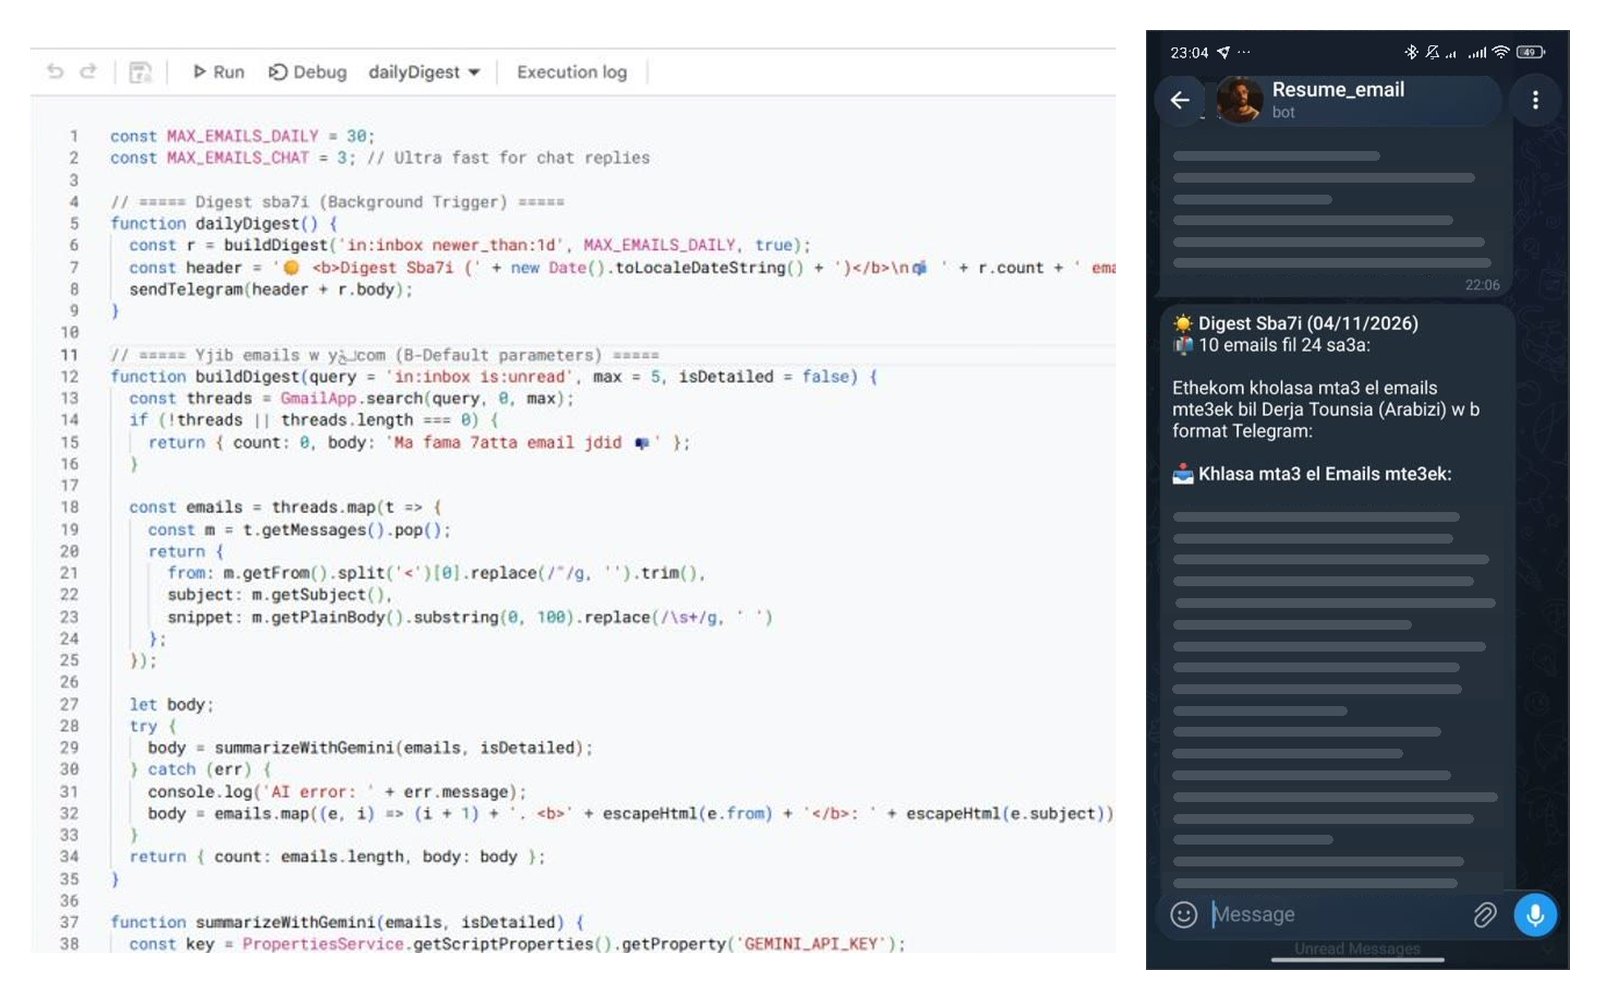 Run Debug dailyDigest Execution log
1 const MAX_EMAILS_DAILY = 30;
2 const MAX_EMAILS_CHAT = 3; // Ultra fast for chat replies
3
4 // ===== Digest sba7i (Background Trigger) =====
5 function dailyDigest() {
6 const r = buildDigest('in:inbox newer_than:1d', MAX_EMAILS_DAILY, true);
7 const header = '🌞 <b>Digest Sba7i (' + new Date().toLocaleDateString() + ')</b>\n📬 ' + r.count + ' ema
8 sendTelegram(header + r.body);
9 }
10
11 // ===== Yjib emails w (B-Default parameters) =====
12 function buildDigest(query = 'in:inbox is:unread', max = 5, isDetailed = false) {
13 const threads = GmailApp.search(query, 0, max);
14 if (!threads || threads.length === 0) {
15 return { count: 0, body: 'Ma fama 7atta email jdid 📭' };
16 }
17
18 const emails = threads.map(t => {
19 const m = t.getMessages().pop();
20 return {
21 from: m.getFrom().split('<')[0].replace(/"/g, '').trim(),
22 subject: m.getSubject(),
23 snippet: m.getPlainBody().substring(0, 100).replace(/\s+/g, ' ')
24 };
25 });
26
27 let body;
28 try {
29 body = summarizeWithGemini(emails, isDetailed);
30 } catch (err) {
31 console.log('AI error: ' + err.message);
32 body = emails.map((e, i) => (i + 1) + '. <b>' + escapeHtml(e.from) + '</b>: ' + escapeHtml(e.subject))
33 }
34 return { count: emails.length, body: body };
35 }
36
37 function summarizeWithGemini(emails, isDetailed) {
38 const key = PropertiesService.getScriptProperties().getProperty('GEMINI_API_KEY');
23:04 ··· 49
Resume_email
bot
22:06
☀️ Digest Sba7i (04/11/2026)
📬 10 emails fil 24 sa3a:
Ethekom kholasa mta3 el emails
mte3ek bil Derja Tounsia (Arabizi) w b
format Telegram:
📥 Khlasa mta3 el Emails mte3ek:
Message
Unread Messages